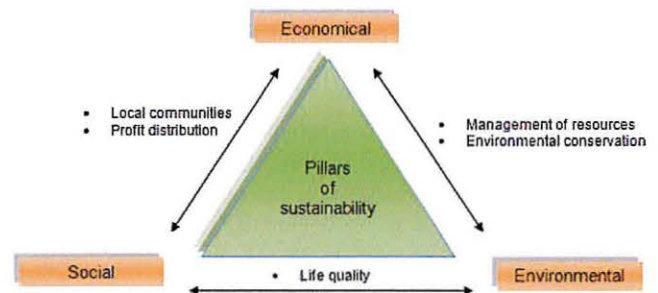 Economical
• Local communities
• Profit distribution
• Management of resources
• Environmental conservation
Pillars
of
sustainability
Social
• Life quality
Environmental